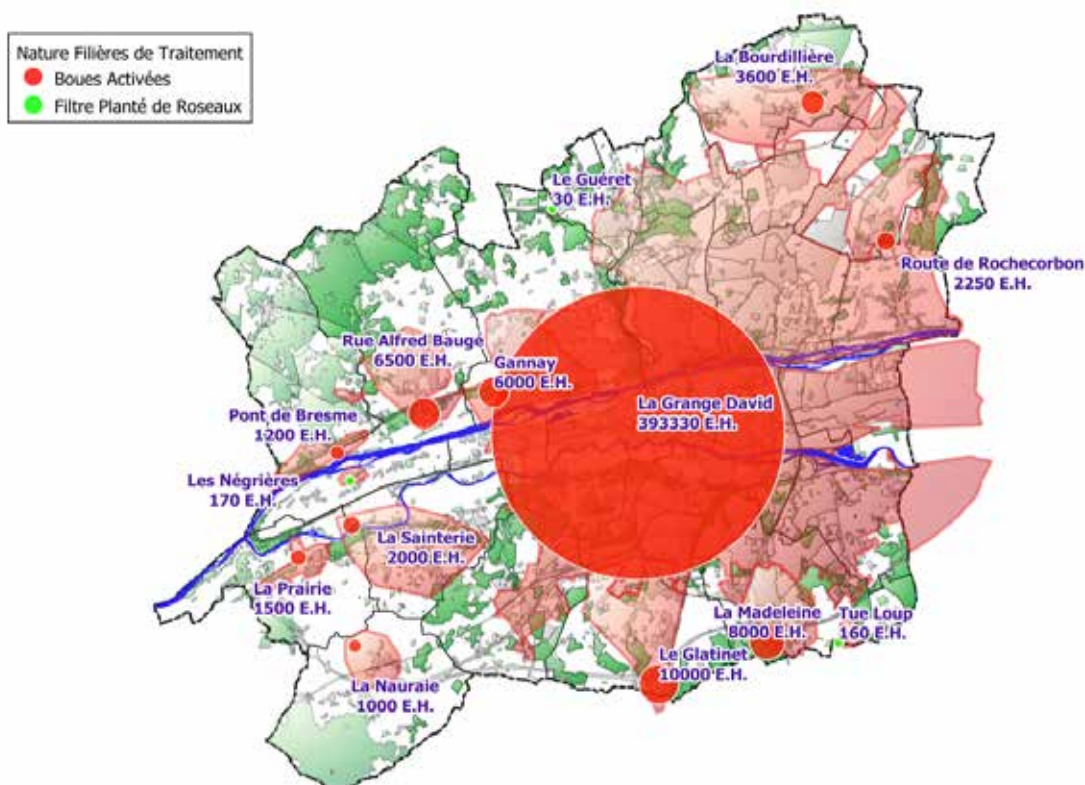 Nature Filières de Traitement
Boues Activées
Filtre Planté de Roseaux
La Bourdillière
3600 E.H.
Le Guéret
30 E.H.
Route de Rochecorbon
2250 E.H.
Rue Alfred Baugé
6500 E.H.
Gannay
6000 E.H.
La Grange David
393330 E.H.
Pont de Bresme
1200 E.H.
Les Négrières
170 E.H.
La Sainterie
2000 E.H.
La Prairie
1500 E.H.
La Madeleine
8000 E.H.
Tue Loup
160 E.H.
Le Glatinet
10000 E.H.
La Nauraie
1000 E.H.